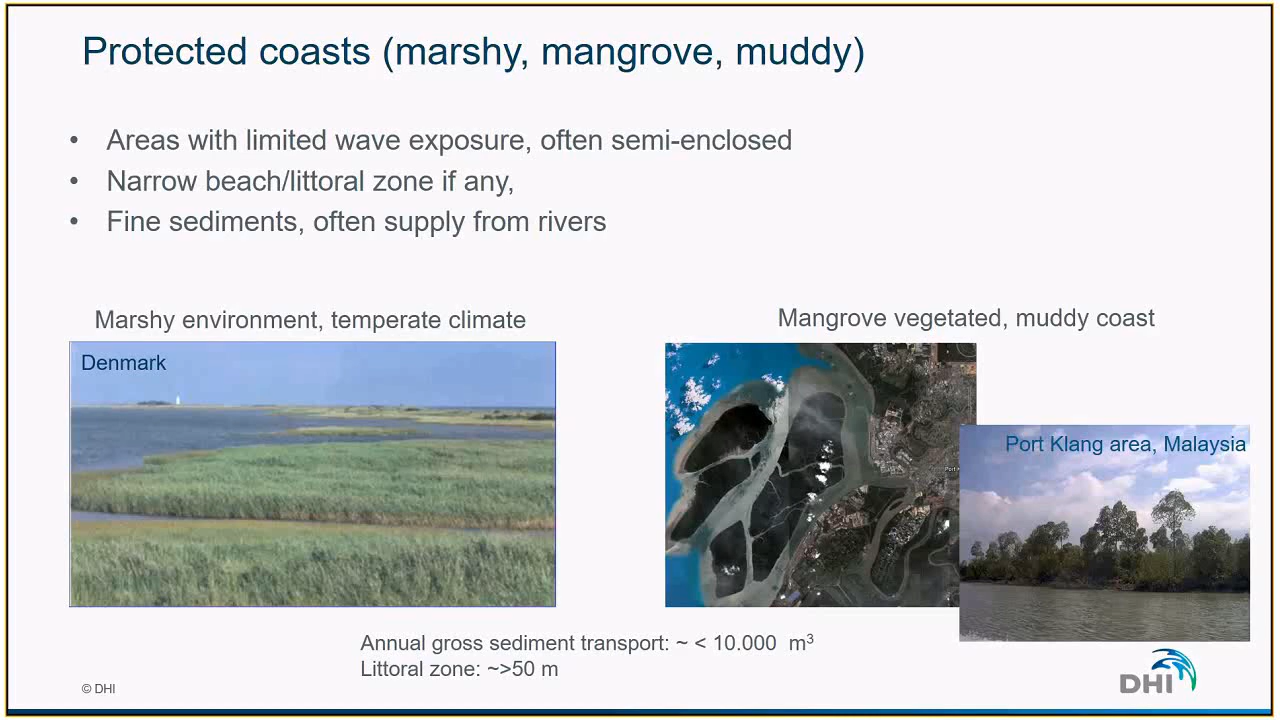 Protected coasts (marshy, mangrove, muddy)
• Areas with limited wave exposure, often semi-enclosed
• Narrow beach/littoral zone if any,
• Fine sediments, often supply from rivers
Marshy environment, temperate climate
Mangrove vegetated, muddy coast
Denmark
Port Klang area, Malaysia
Annual gross sediment transport: ~ < 10.000 m³
Littoral zone: ~>50 m
© DHI
DHI